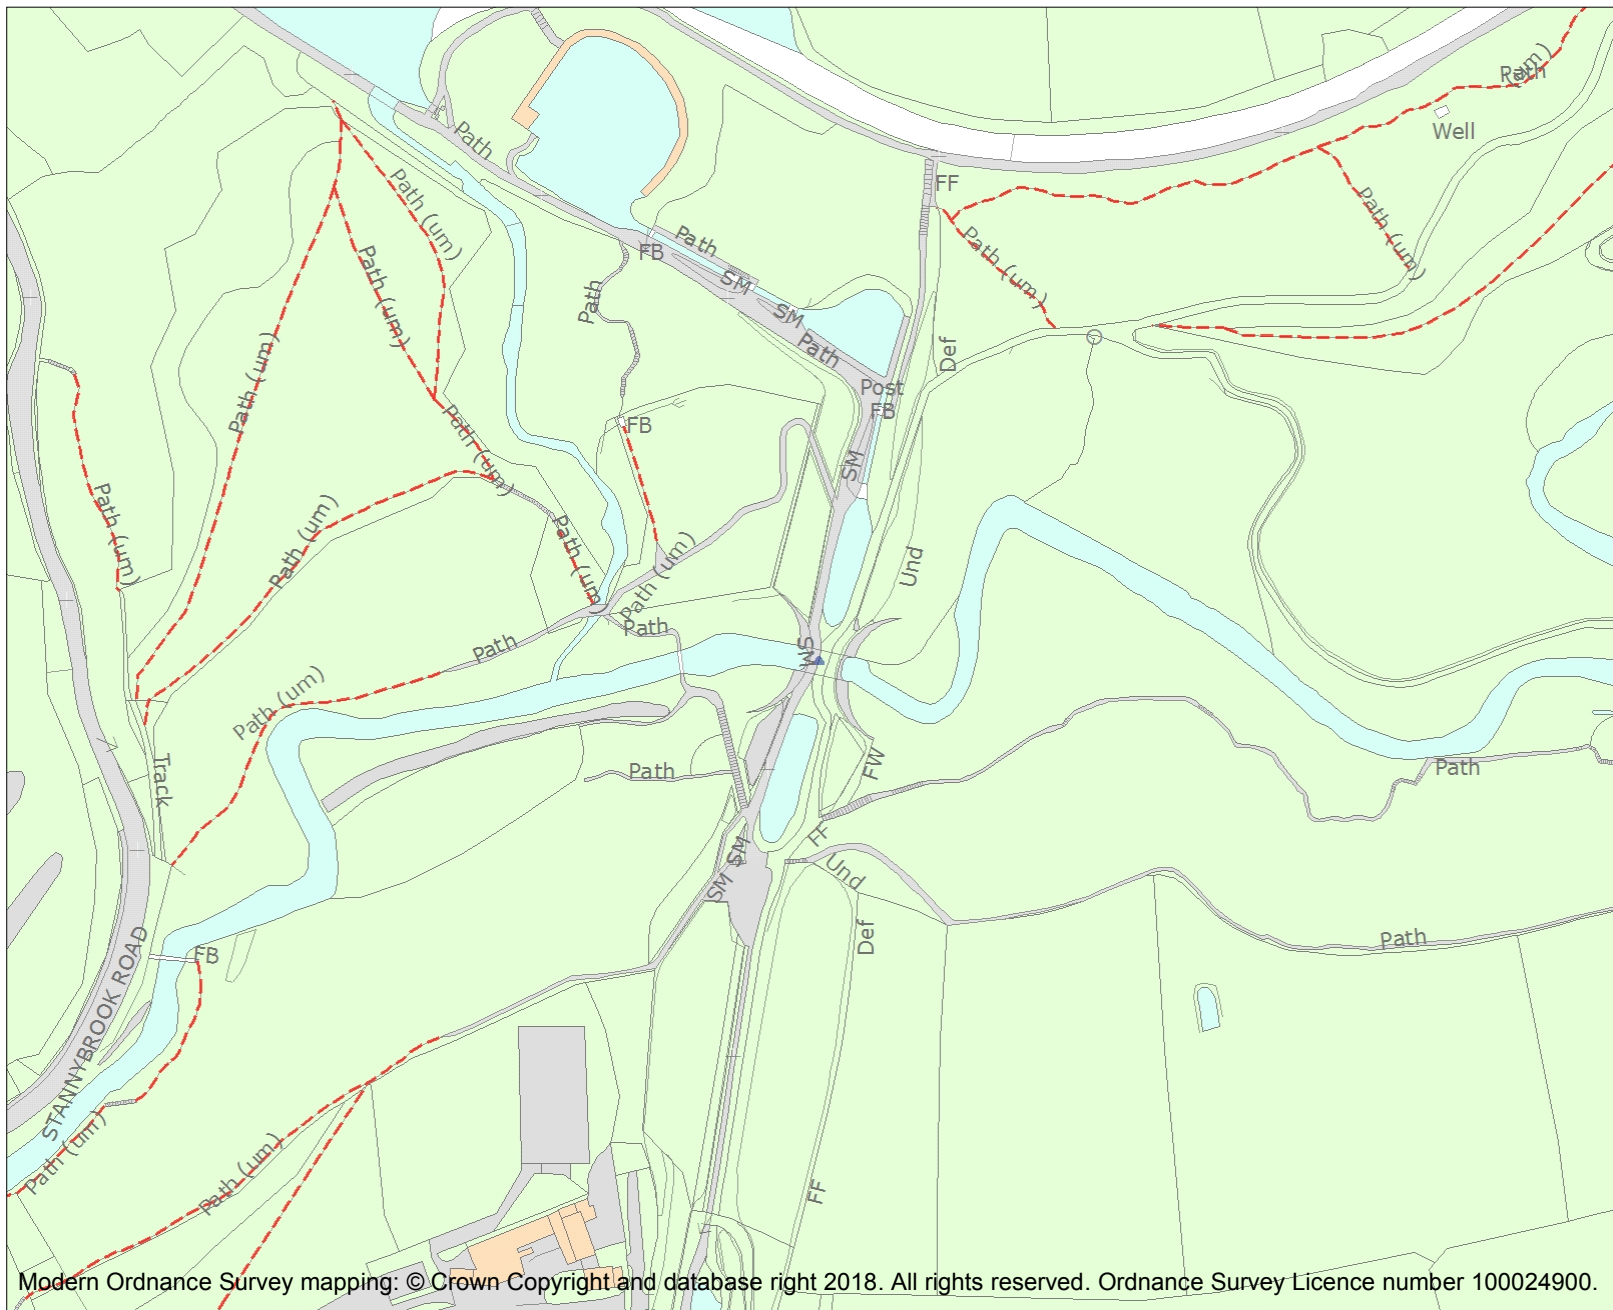 Path
(um)
Well
Path
Path (um)
FF
Path
Path (um)
FB
Path (um)
Path (um)
SM
Path
SM
Path (um)
Path
Def
Path (um)
Post
FB
FB
Path (um)
SM
Path (um)
Path (um)
Path (um)
Und
Path (um)
Path
Path
SM
Path (um)
Track
Path
FW
Path
FF
SM
Und
SM
Def
Path
FB
STANNYBROOK ROAD
Path (um)
Path (um)
FF
Modern Ordnance Survey mapping: © Crown Copyright and database right 2018. All rights reserved. Ordnance Survey Licence number 100024900.